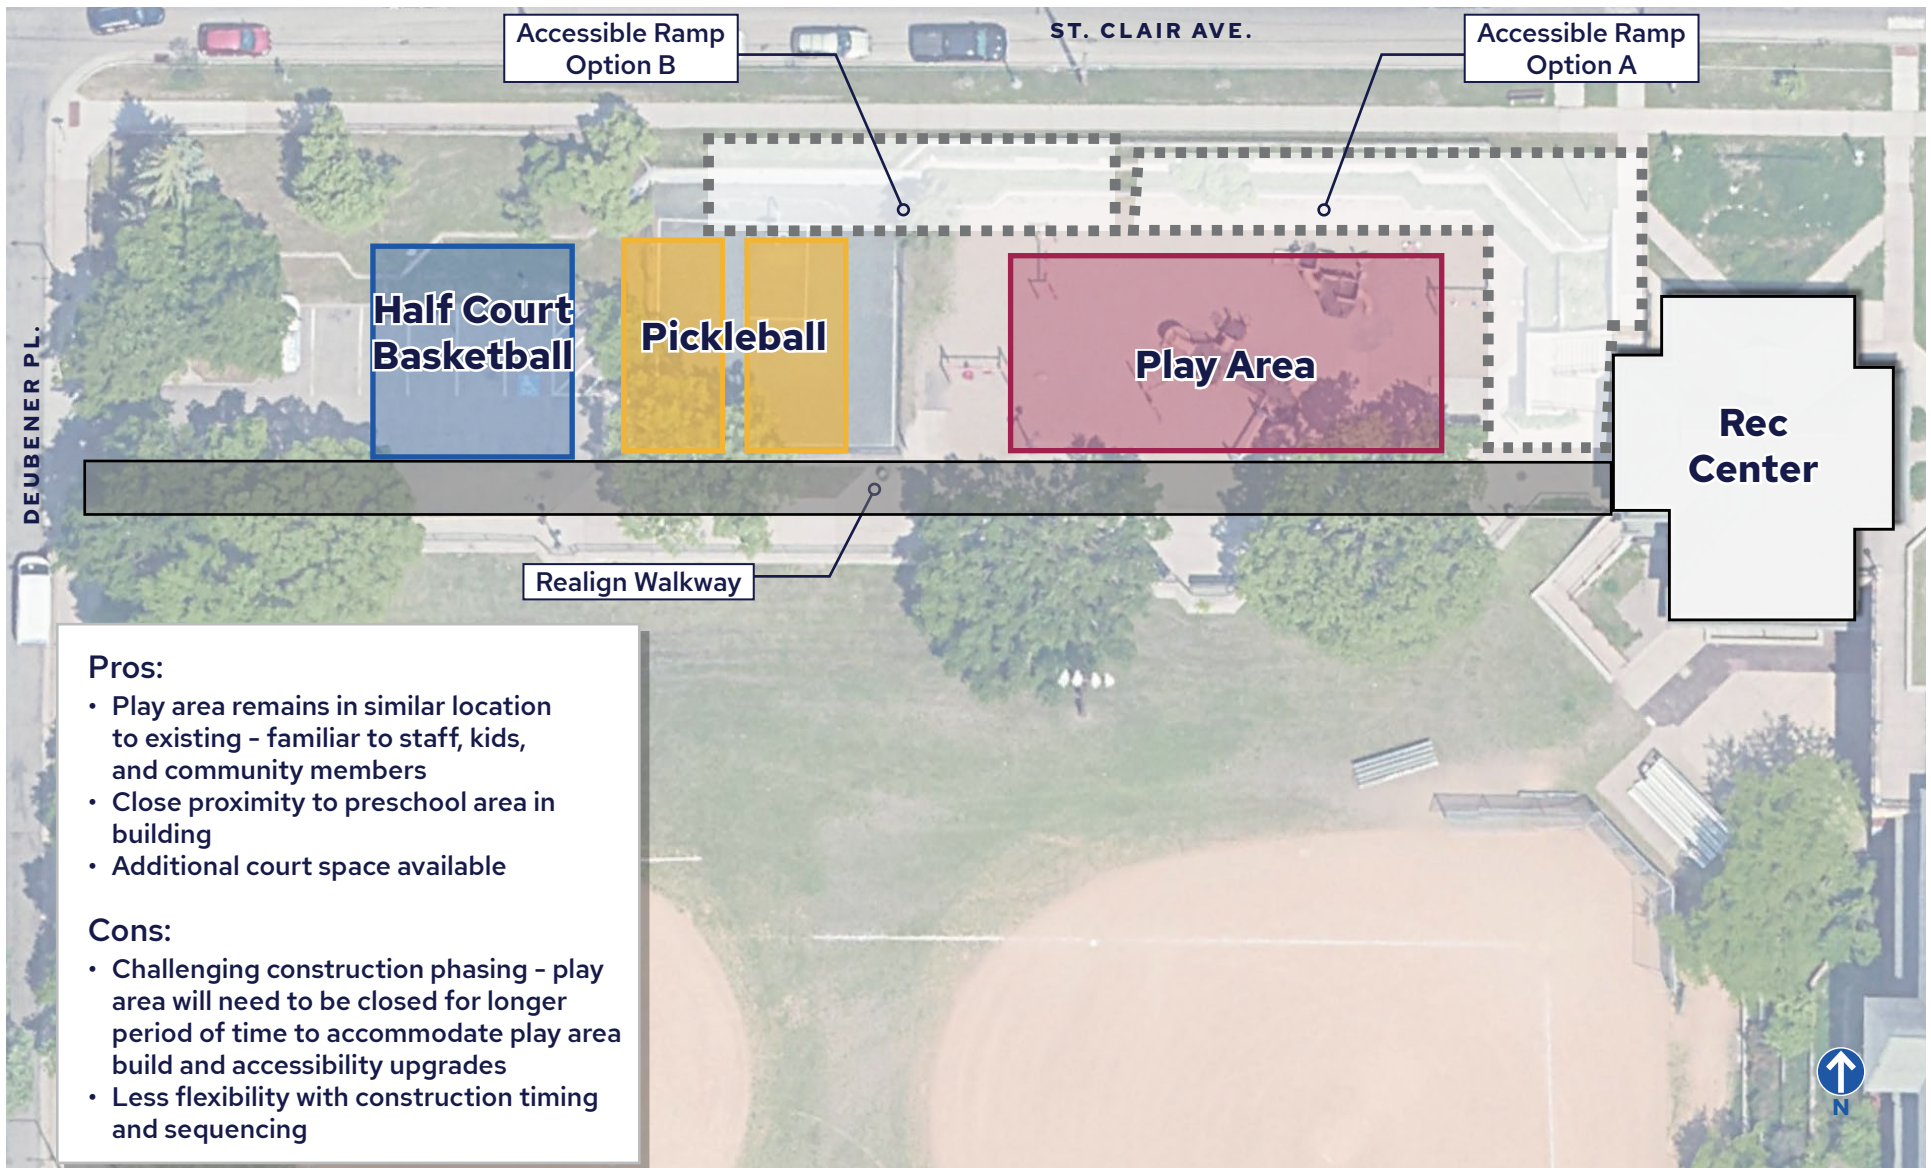 ST. CLAIR AVE.
Accessible Ramp
Option B
Accessible Ramp
Option A
DEUBENER PL.
Half Court
Basketball
Pickleball
Play Area
Rec
Center
Realign Walkway
Pros:
• Play area remains in similar location
to existing - familiar to staff, kids,
and community members
• Close proximity to preschool area in
building
• Additional court space available
Cons:
• Challenging construction phasing - play
area will need to be closed for longer
period of time to accommodate play area
build and accessibility upgrades
• Less flexibility with construction timing
and sequencing
N